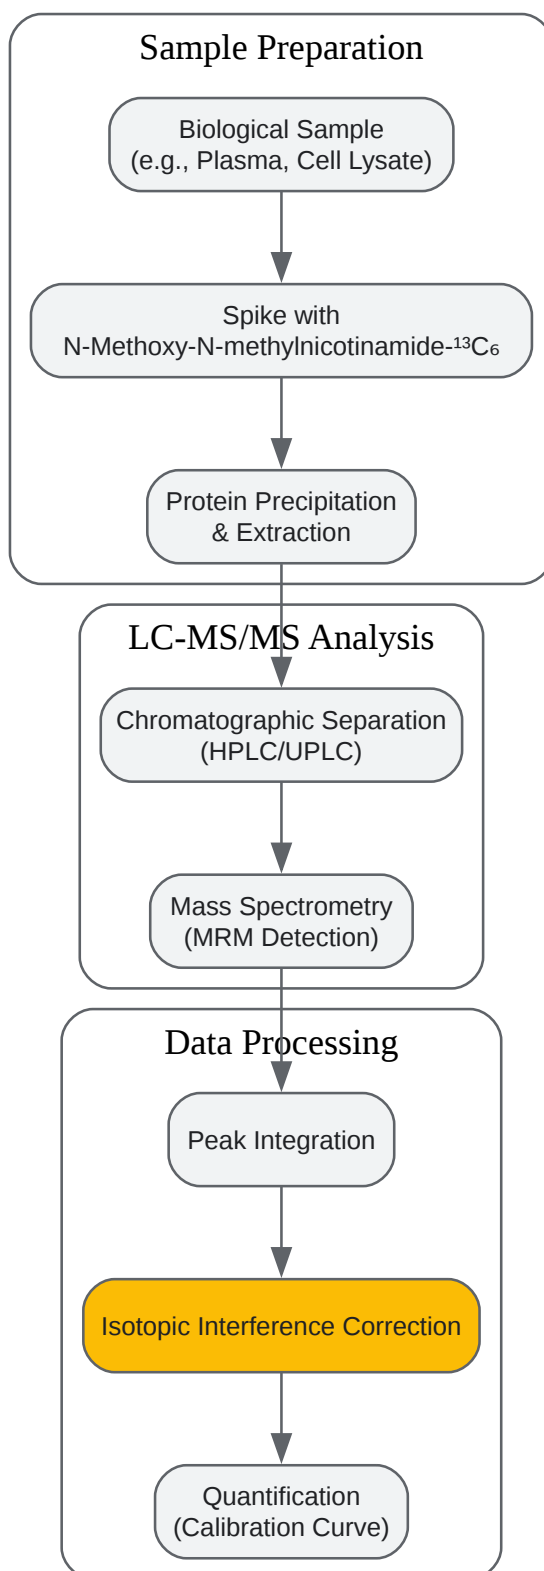 Sample Preparation
Biological Sample
(e.g., Plasma, Cell Lysate)
Spike with
N-Methoxy-N-methylnicotinamide-¹³C₆
Protein Precipitation
& Extraction
LC-MS/MS Analysis
Chromatographic Separation
(HPLC/UPLC)
Mass Spectrometry
(MRM Detection)
Data Processing
Peak Integration
Isotopic Interference Correction
Quantification
(Calibration Curve)